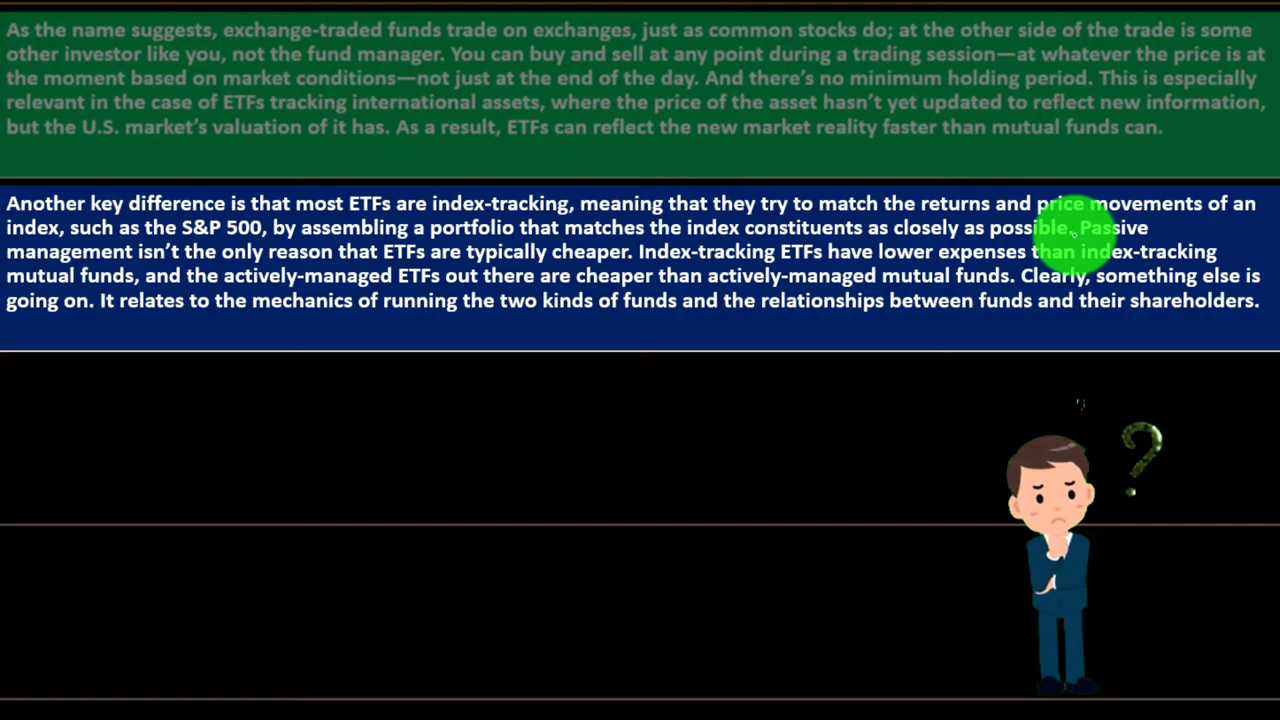 As the name suggests, exchange-traded funds trade on exchanges, just as common stocks do; at the other side of the trade is some
other investor like you, not the fund manager. You can buy and sell at any point during a trading session—at whatever the price is at
the moment based on market conditions—not just at the end of the day. And there’s no minimum holding period. This is especially
relevant in the case of ETFs tracking international assets, where the price of the asset hasn’t yet updated to reflect new information,
but the U.S. market’s valuation of it has. As a result, ETFs can reflect the new market reality faster than mutual funds can.
Another key difference is that most ETFs are index-tracking, meaning that they try to match the returns and price movements of an
index, such as the S&P 500, by assembling a portfolio that matches the index constituents as closely as possible. Passive
management isn’t the only reason that ETFs are typically cheaper. Index-tracking ETFs have lower expenses than index-tracking
mutual funds, and the actively-managed ETFs out there are cheaper than actively-managed mutual funds. Clearly, something else is
going on. It relates to the mechanics of running the two kinds of funds and the relationships between funds and their shareholders.
?